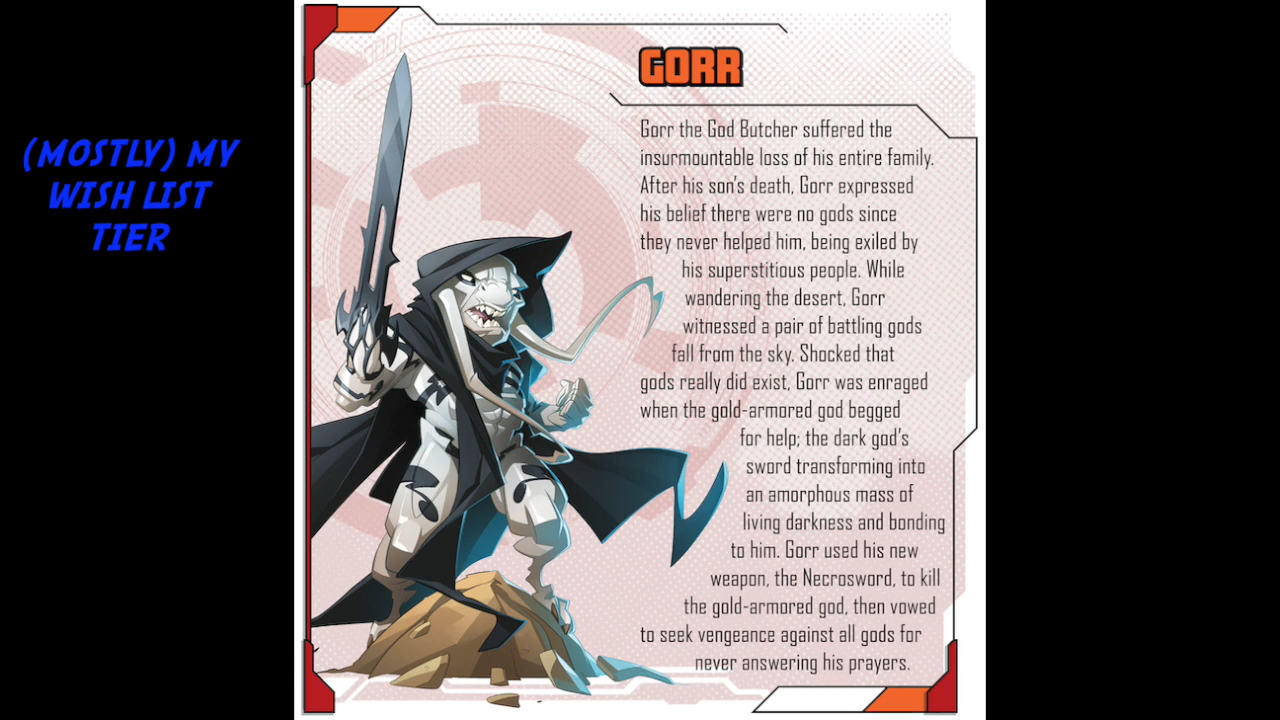 (MOSTLY) MY
WISH LIST
TIER
GORR
Gorr the God Butcher suffered the
insurmountable loss of his entire family.
After his son's death, Gorr expressed
his belief there were no gods since
they never helped him, being exiled by
his superstitious people. While
wandering the desert, Gorr
witnessed a pair of battling gods
fall from the sky. Shocked that
gods really did exist, Gorr was enraged
when the gold-armored god begged
for help; the dark god's
sword transforming into
an amorphous mass of
living darkness and bonding
to him. Gorr used his new
weapon, the Necrosword, to kill
the gold-armored god, then vowed
to seek vengeance against all gods for
never answering his prayers.